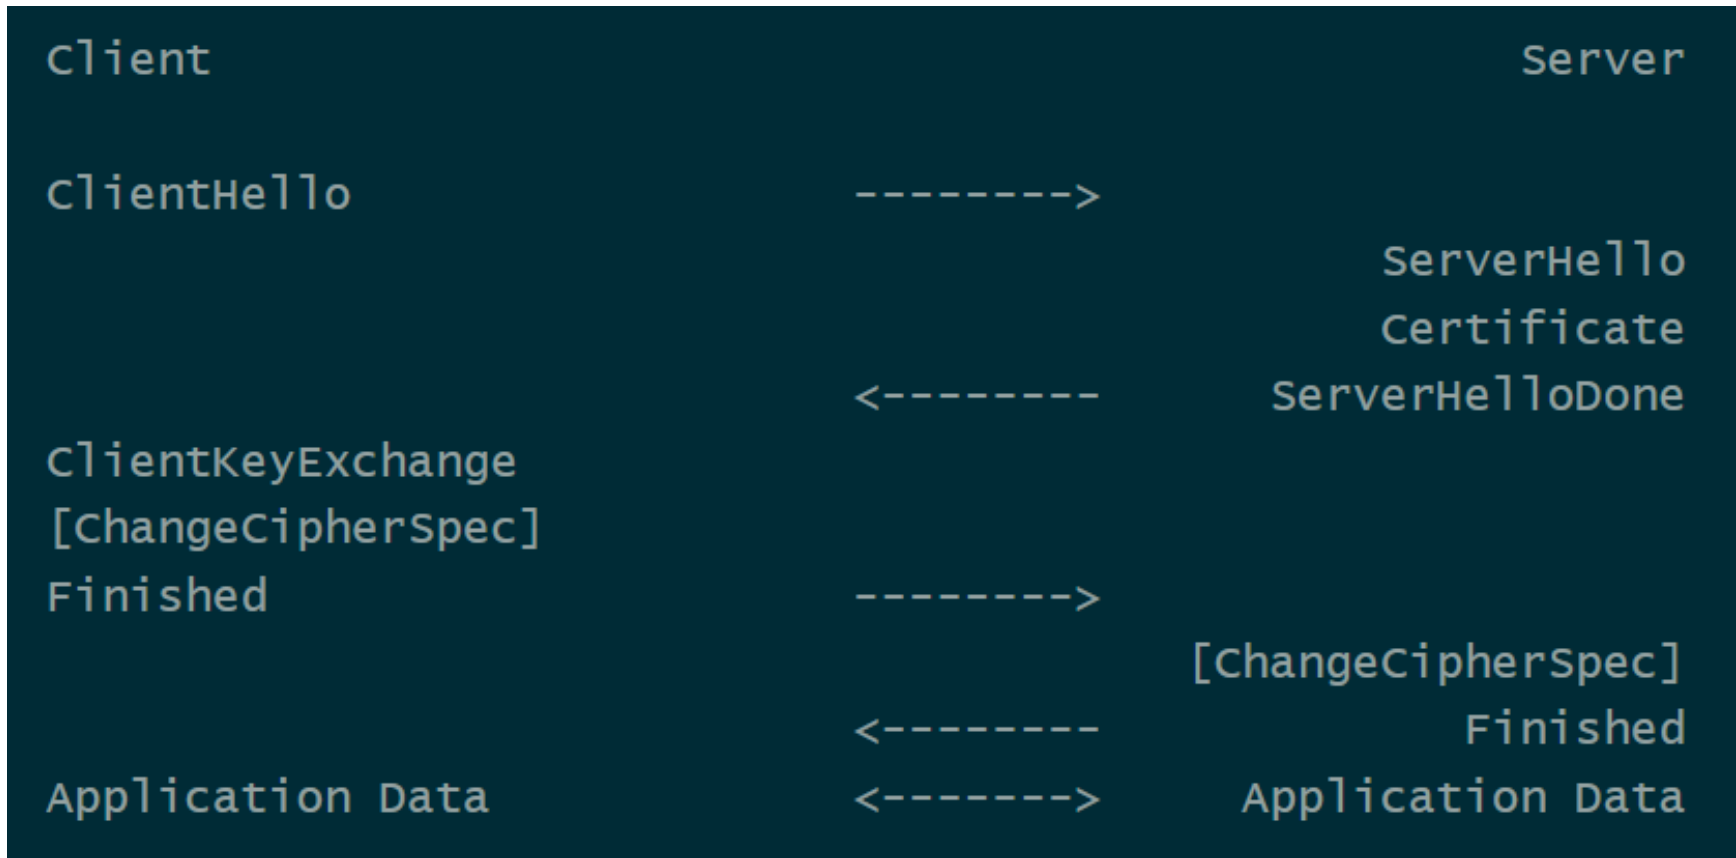 Client Server
ClientHello -------->
ServerHello
Certificate
<-------- ServerHelloDone
ClientKeyExchange
[ChangeCipherSpec]
Finished -------->
[ChangeCipherSpec]
<-------- Finished
Application Data <-------> Application Data